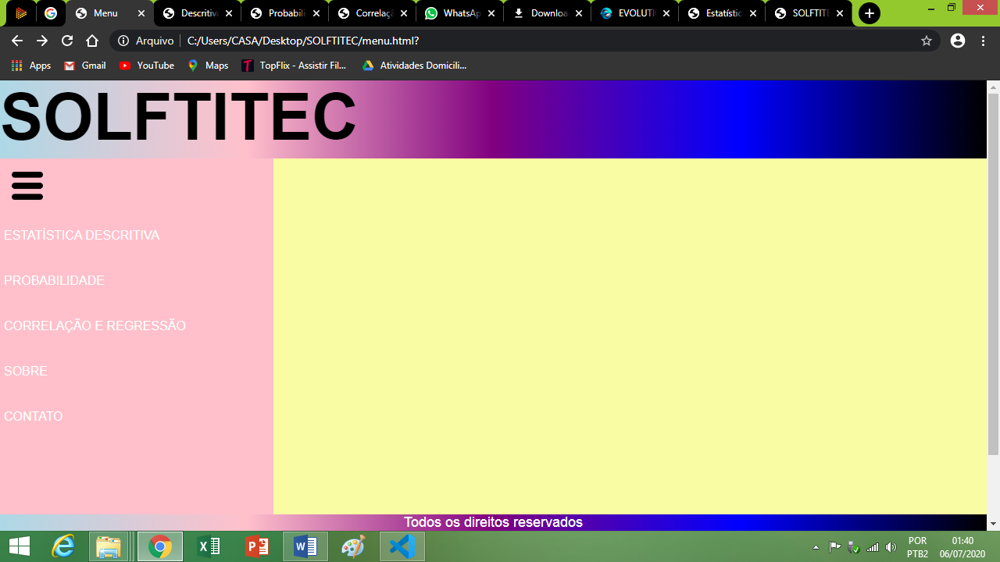 Menu
Descritiv
Probabili
Correlaçã
WhatsAp
Downloa
EVOLUTI
Estatístic
SOLFTITE
Arquivo C:/Users/CASA/Desktop/SOLFTITEC/menu.html?
Apps Gmail YouTube Maps TopFlix - Assistir Fil... Atividades Domicili...
SOLFTITEC
ESTATÍSTICA DESCRITIVA
PROBABILIDADE
CORRELAÇÃO E REGRESSÃO
SOBRE
CONTATO
Todos os direitos reservados
POR 01:40
PTB2 06/07/2020